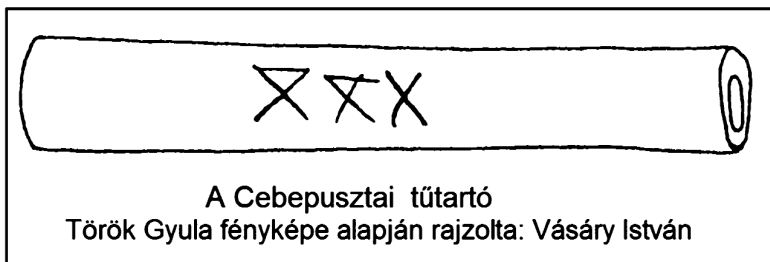 A Cebepusztai tűtartó
Török Gyula fényképe alapján rajzolta: Vásáry István